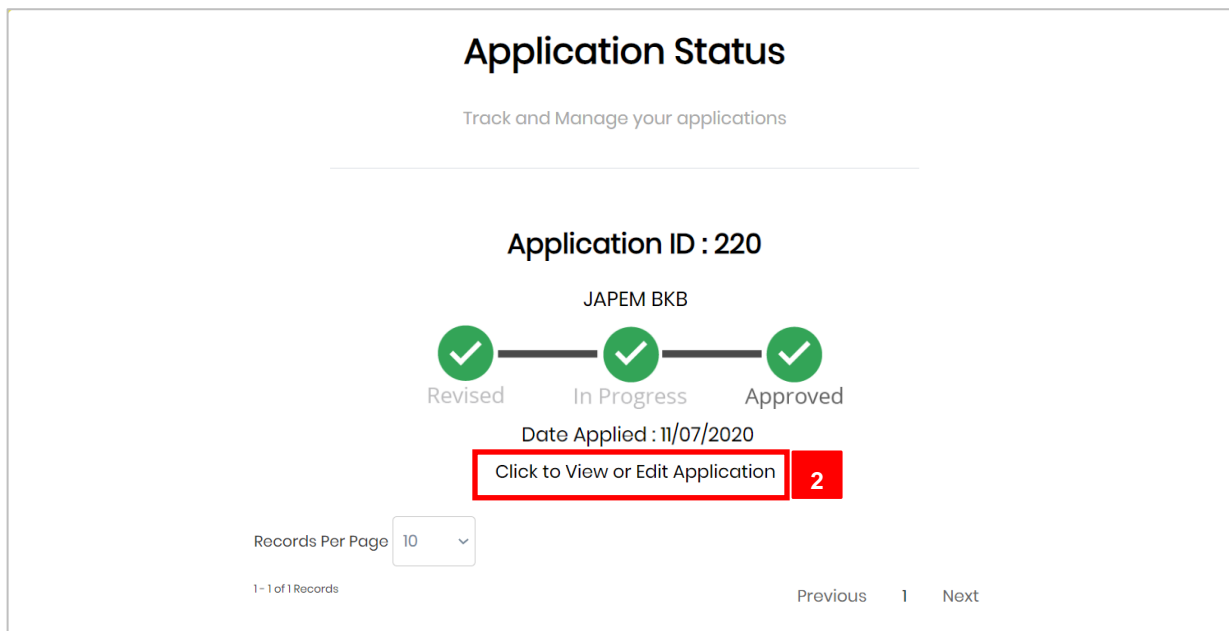 Application Status
Track and Manage your applications
Application ID : 220
JAPEM BKB
Revised In Progress Approved
Date Applied : 11/07/2020
Click to View or Edit Application 2
Records Per Page 10
1 - 1 of 1 Records
Previous 1 Next